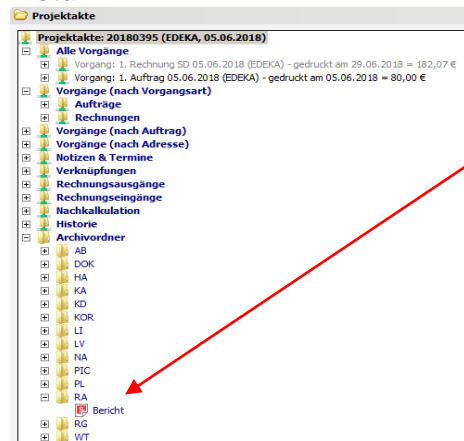 Projektakte
Projektakte: 20180395 (EDEKA, 05.06.2018)
Alle Vorgänge
Vorgang: 1. Rechnung SD 05.06.2018 (EDEKA) - gedruckt am 29.06.2018 = 182,07 €
Vorgang: 1. Auftrag 05.06.2018 (EDEKA) - gedruckt am 05.06.2018 = 80,00 €
Vorgänge (nach Vorgangsart)
Aufträge
Rechnungen
Vorgänge (nach Auftrag)
Vorgänge (nach Adresse)
Notizen & Termine
Verknüpfungen
Rechnungsausgänge
Rechnungseingänge
Nachkalkulation
Historie
Archivordner
AB
DOK
HA
KA
KD
KOR
LI
LV
NA
PIC
PL
RA
Bericht
RG
WT